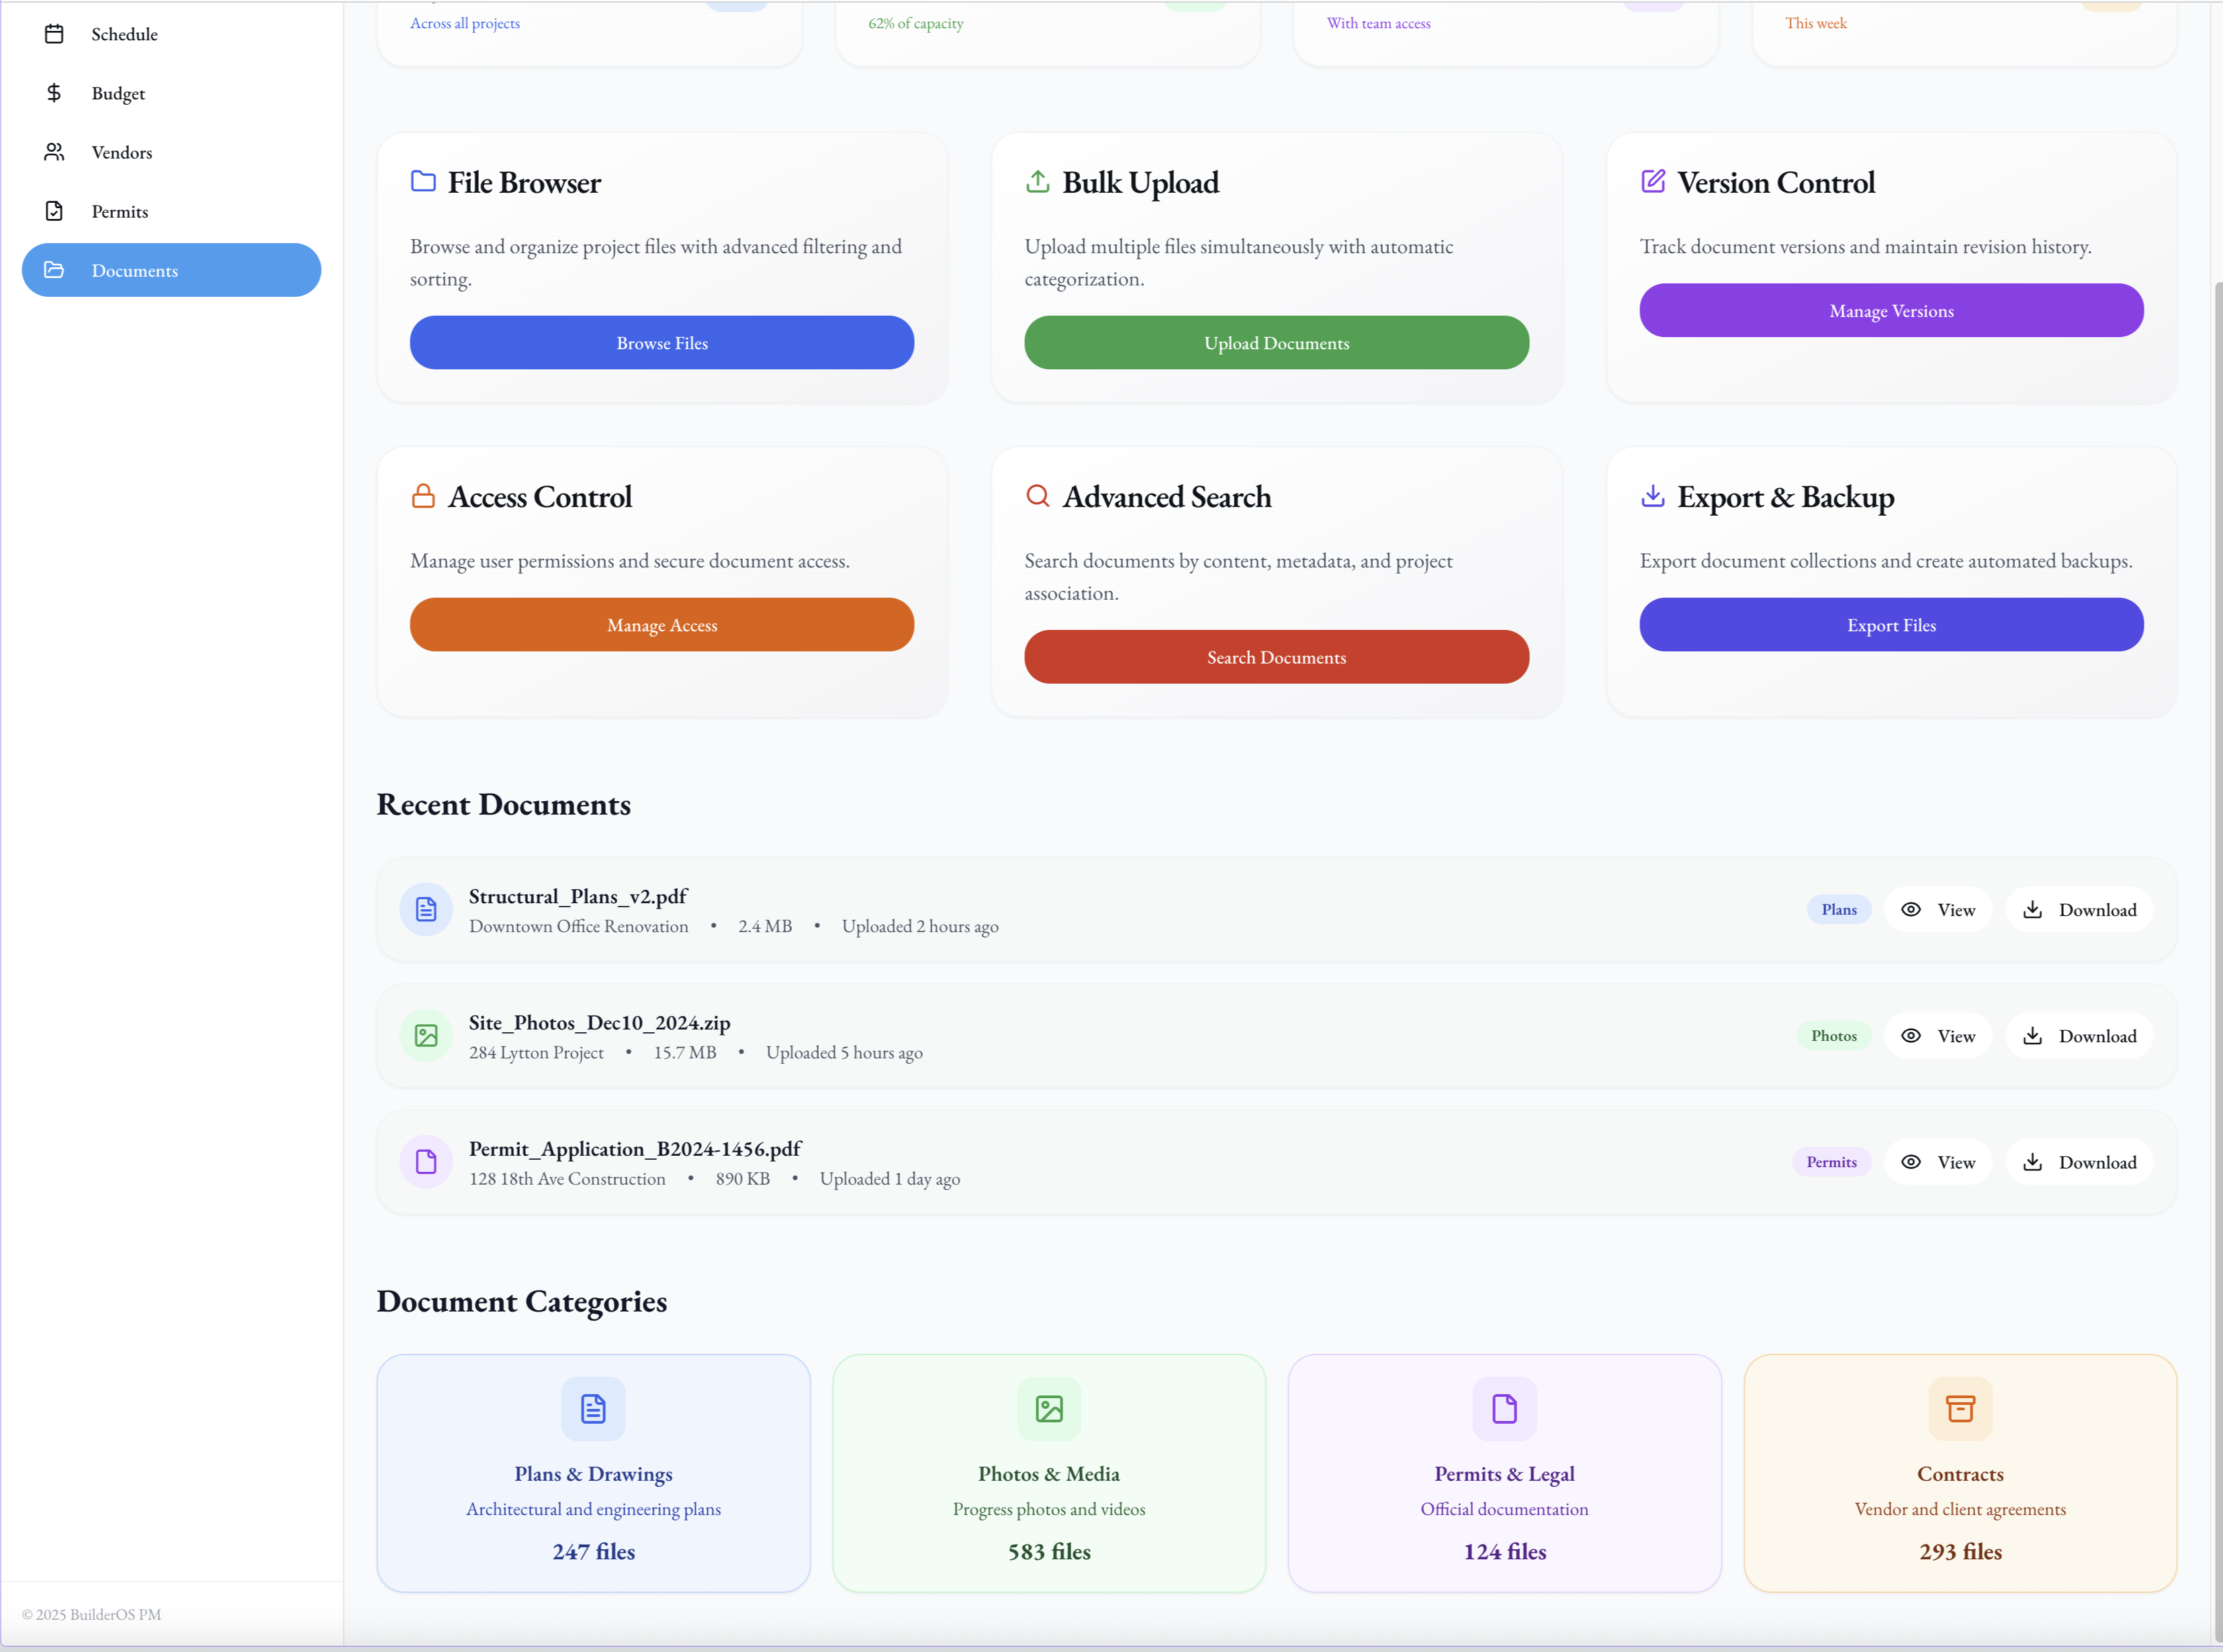 Schedule
Budget
Vendors
Permits
Documents
© 2025 BuilderOS PM
Across all projects
62% of capacity
With team access
This week
File Browser
Browse and organize project files with advanced filtering and
sorting.
Browse Files
Bulk Upload
Upload multiple files simultaneously with automatic
categorization.
Upload Documents
Version Control
Track document versions and maintain revision history.
Manage Versions
Access Control
Manage user permissions and secure document access.
Manage Access
Advanced Search
Search documents by content, metadata, and project
association.
Search Documents
Export & Backup
Export document collections and create automated backups.
Export Files
Recent Documents
Structural_Plans_v2.pdf
Downtown Office Renovation • 2.4 MB • Uploaded 2 hours ago
Plans View Download
Site_Photos_Dec10_2024.zip
284 Lytton Project • 15.7 MB • Uploaded 5 hours ago
Photos View Download
Permit_Application_B2024-1456.pdf
128 18th Ave Construction • 890 KB • Uploaded 1 day ago
Permits View Download
Document Categories
Plans & Drawings
Architectural and engineering plans
247 files
Photos & Media
Progress photos and videos
583 files
Permits & Legal
Official documentation
124 files
Contracts
Vendor and client agreements
293 files